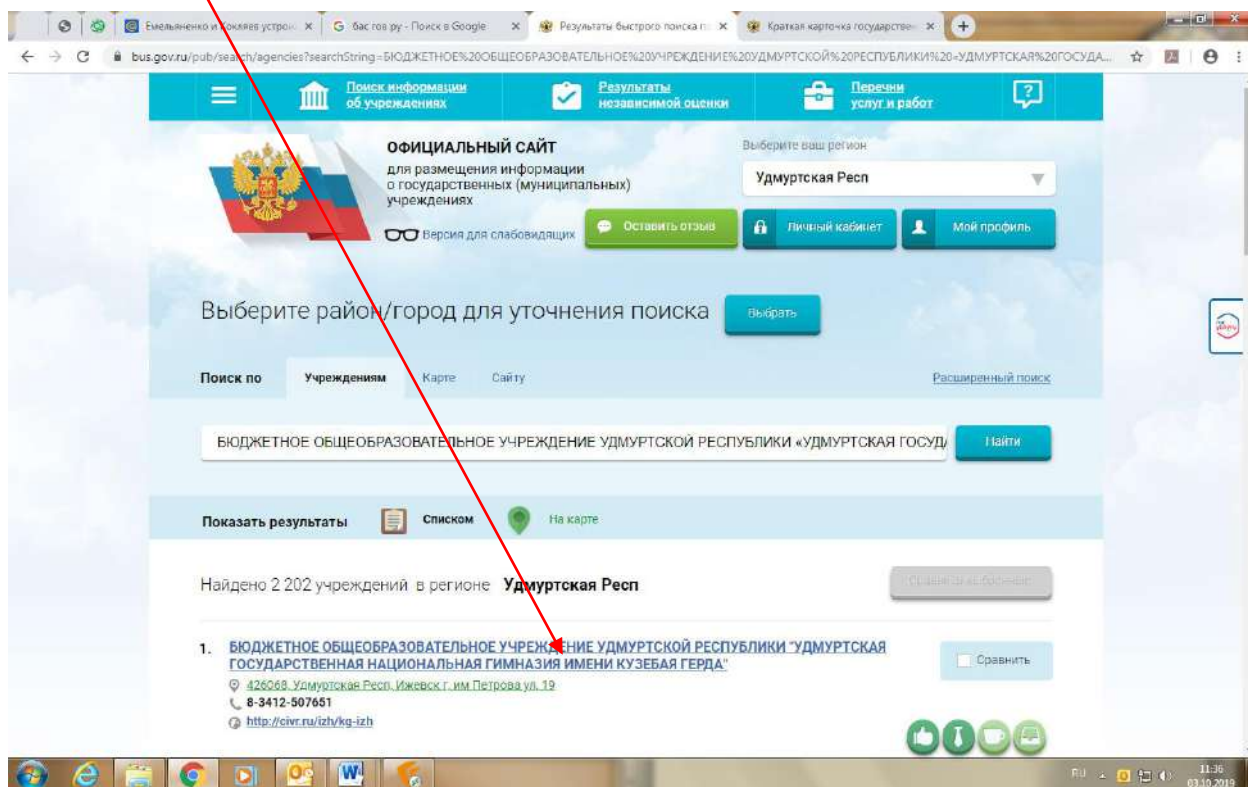 Емельяненко и Кокляев устрои
бас гов ру - Поиск в Google
Результаты быстрого поиска г
Краткая карточка государствен
bus.gov.ru/pub/search/agencies?searchString=БЮДЖЕТНОЕ%20ОБЩЕОБРАЗОВАТЕЛЬНОЕ%20УЧРЕЖДЕНИЕ%20УДМУРТСКОЙ%20РЕСПУБЛИКИ%20«УДМУРТСКАЯ%20ГОСУДА...
Поиск информации
об учреждениях
Результаты
независимой оценки
Перечни
услуг и работ
ОФИЦИАЛЬНЫЙ САЙТ
для размещения информации
о государственных (муниципальных)
учреждениях
Версия для слабовидящих
Выберите ваш регион
Удмуртская Респ
Оставить отзыв
Личный кабинет
Мой профиль
Выберите район/город для уточнения поиска
Выбрать
Поиск по Учреждениям Карте Сайту Расширенный поиск
БЮДЖЕТНОЕ ОБЩЕОБРАЗОВАТЕЛЬНОЕ УЧРЕЖДЕНИЕ УДМУРТСКОЙ РЕСПУБЛИКИ «УДМУРТСКАЯ ГОСУД
Найти
Показать результаты Списком На карте
Найдено 2 202 учреждений в регионе Удмуртская Респ
1. БЮДЖЕТНОЕ ОБЩЕОБРАЗОВАТЕЛЬНОЕ УЧРЕЖДЕНИЕ УДМУРТСКОЙ РЕСПУБЛИКИ "УДМУРТСКАЯ
ГОСУДАРСТВЕННАЯ НАЦИОНАЛЬНАЯ ГИМНАЗИЯ ИМЕНИ КУЗЕБАЯ ГЕРДА"
Сравнить
426068, Удмуртская Респ, Ижевск г, им Петрова ул, 19
8-3412-507651
http://civr.ru/izh/kg-izh
RU
11:36
03.10.2019